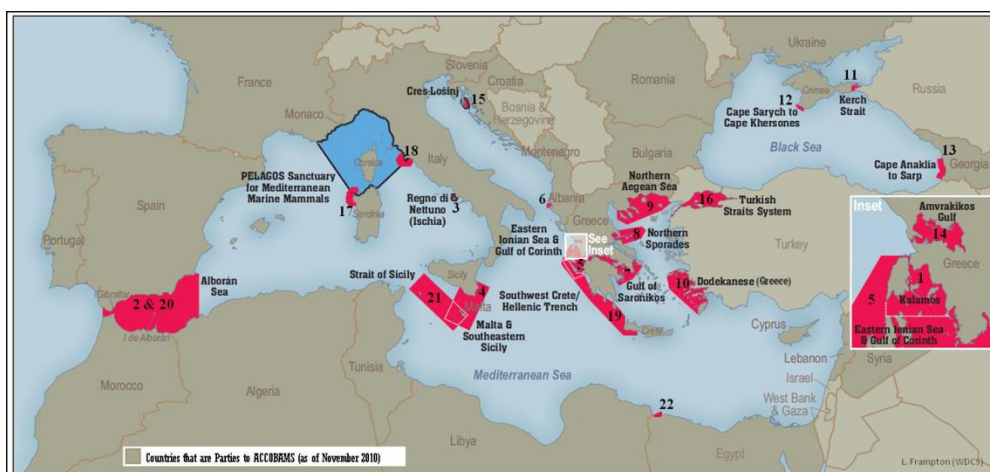 Ukraine
France
Slovenia
Croatia
Romania
11
Russia
Cres-Lošinj
15
Crimea
12
Kerch
Strait
Bosnia &
Herzegovina
Cape Sarych to
Cape Khersones
Monaco
Black Sea
13
18
Italy
Montenegro
Bulgaria
Georgia
Corsica
Cape Anaklia
to Sarp
PELAGOS Sanctuary
for Mediterranean
Marine Mammals
Northern
Aegean Sea
Regno di
Nettuno
(Ischia)
3
6
Albania
9
16
Turkish
Straits System
Inset
Amvrakikos
Gulf
14
Spain
17
Sardinia
Greece
8
Northern
Sporades
Turkey
Portugal
Eastern
Ionian Sea &
Gulf of Corinth
See
Inset
Greece
Strait of Sicily
Sicily
5
7
Gulf of
Saronikos
10
Dodekanese (Greece)
1
Kalamos
Alborán
Sea
Gibraltar
2 & 20
21
4
Malta
Southwest Crete/
Hellenic Trench
5
I de Alborán
Malta &
Southeastern
Sicily
19
Crete
Cyprus
Eastern Ionian Sea
& Gulf of Corinth
Lebanon
Syria
Morocco
Algeria
Tunisia
Mediterranean Sea
Israel
West Bank
& Gaza
22
Libya
Egypt
Countries that are Parties to ACCOBAMS (as of November 2010)
L. Frampton (WDCS)